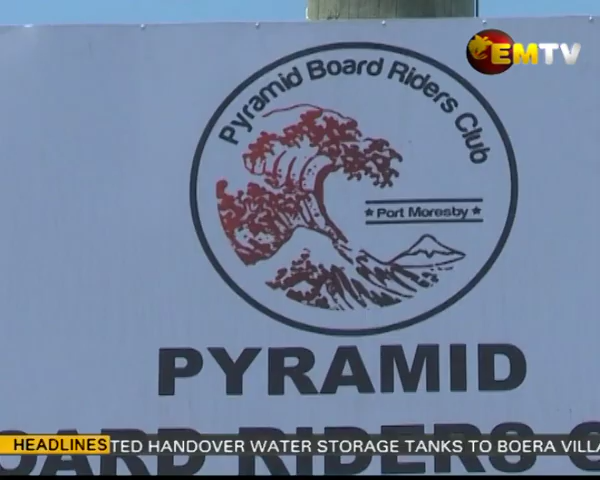 EMTV
Pyramid Board Riders Club
Port Moresby
PYRAMID
BOARD RIDERS
HEADLINES
TED HANDOVER WATER STORAGE TANKS TO BOERA VILLA